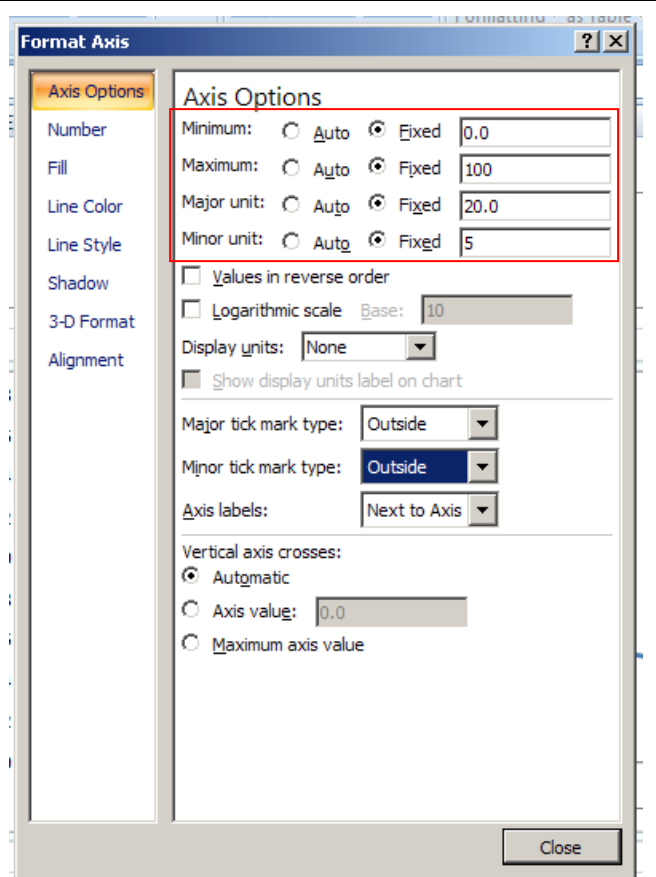 Formatting as Table
Format Axis
Axis Options
Number
Fill
Line Color
Line Style
Shadow
3-D Format
Alignment
Axis Options
Minimum: Auto Fixed 0.0
Maximum: Auto Fixed 100
Major unit: Auto Fixed 20.0
Minor unit: Auto Fixed 5
Values in reverse order
Logarithmic scale Base: 10
Display units: None
Show display units label on chart
Major tick mark type: Outside
Minor tick mark type: Outside
Axis labels: Next to Axis
Vertical axis crosses:
Automatic
Axis value: 0.0
Maximum axis value
Close